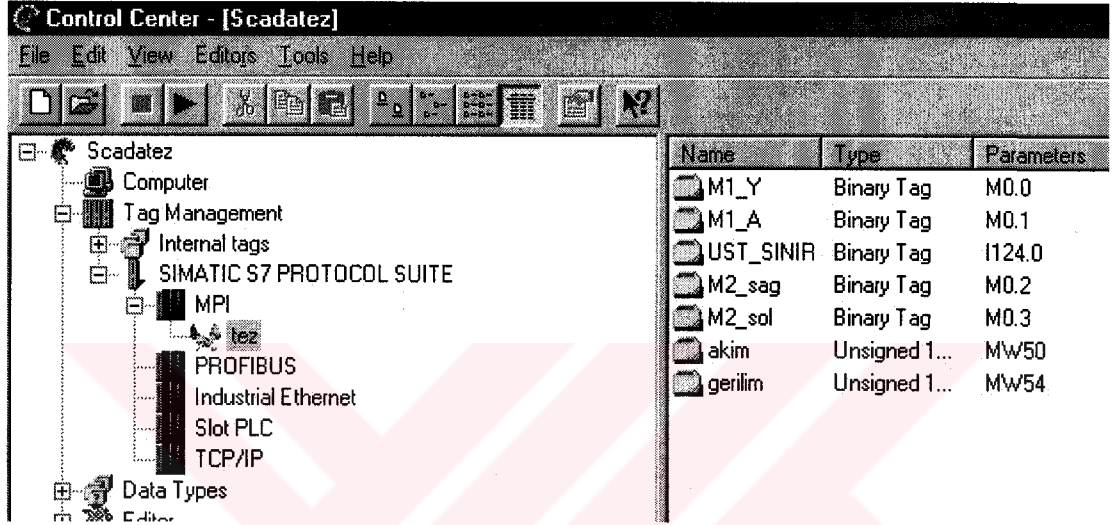 Control Center - [Scadatez]
File Edit View Editors Tools Help
Scadatez
Computer
Tag Management
Internal tags
SIMATIC S7 PROTOCOL SUITE
MPI
tez
PROFIBUS
Industrial Ethernet
Slot PLC
TCP/IP
Data Types
Editor
Name Type Parameters
M1_Y Binary Tag M0.0
M1_A Binary Tag M0.1
UST_SINIR Binary Tag I124.0
M2_sag Binary Tag M0.2
M2_sol Binary Tag M0.3
akim Unsigned 1... MW50
gerilim Unsigned 1... MW54